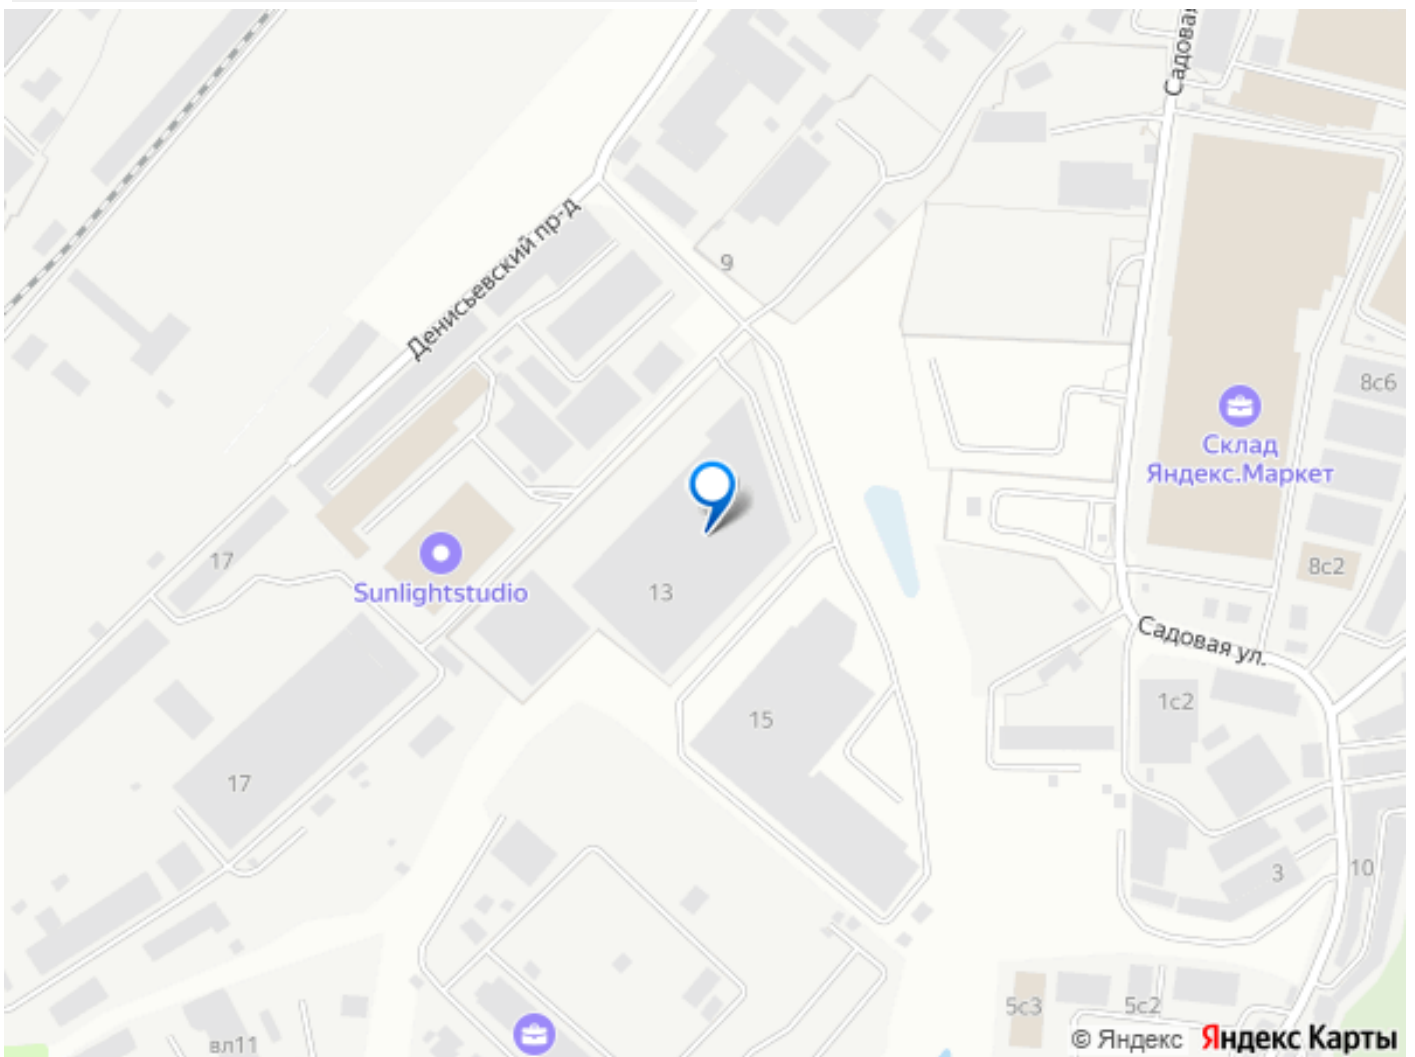 Садовая
Денисьевский пр-д
9
8с6
Склад
Яндекс.Маркет
17
Sunlightstudio
13
8с2
Садовая ул.
1с2
15
17
3
10
5с3
5с2
вл11
© Яндекс Яндекс Карты